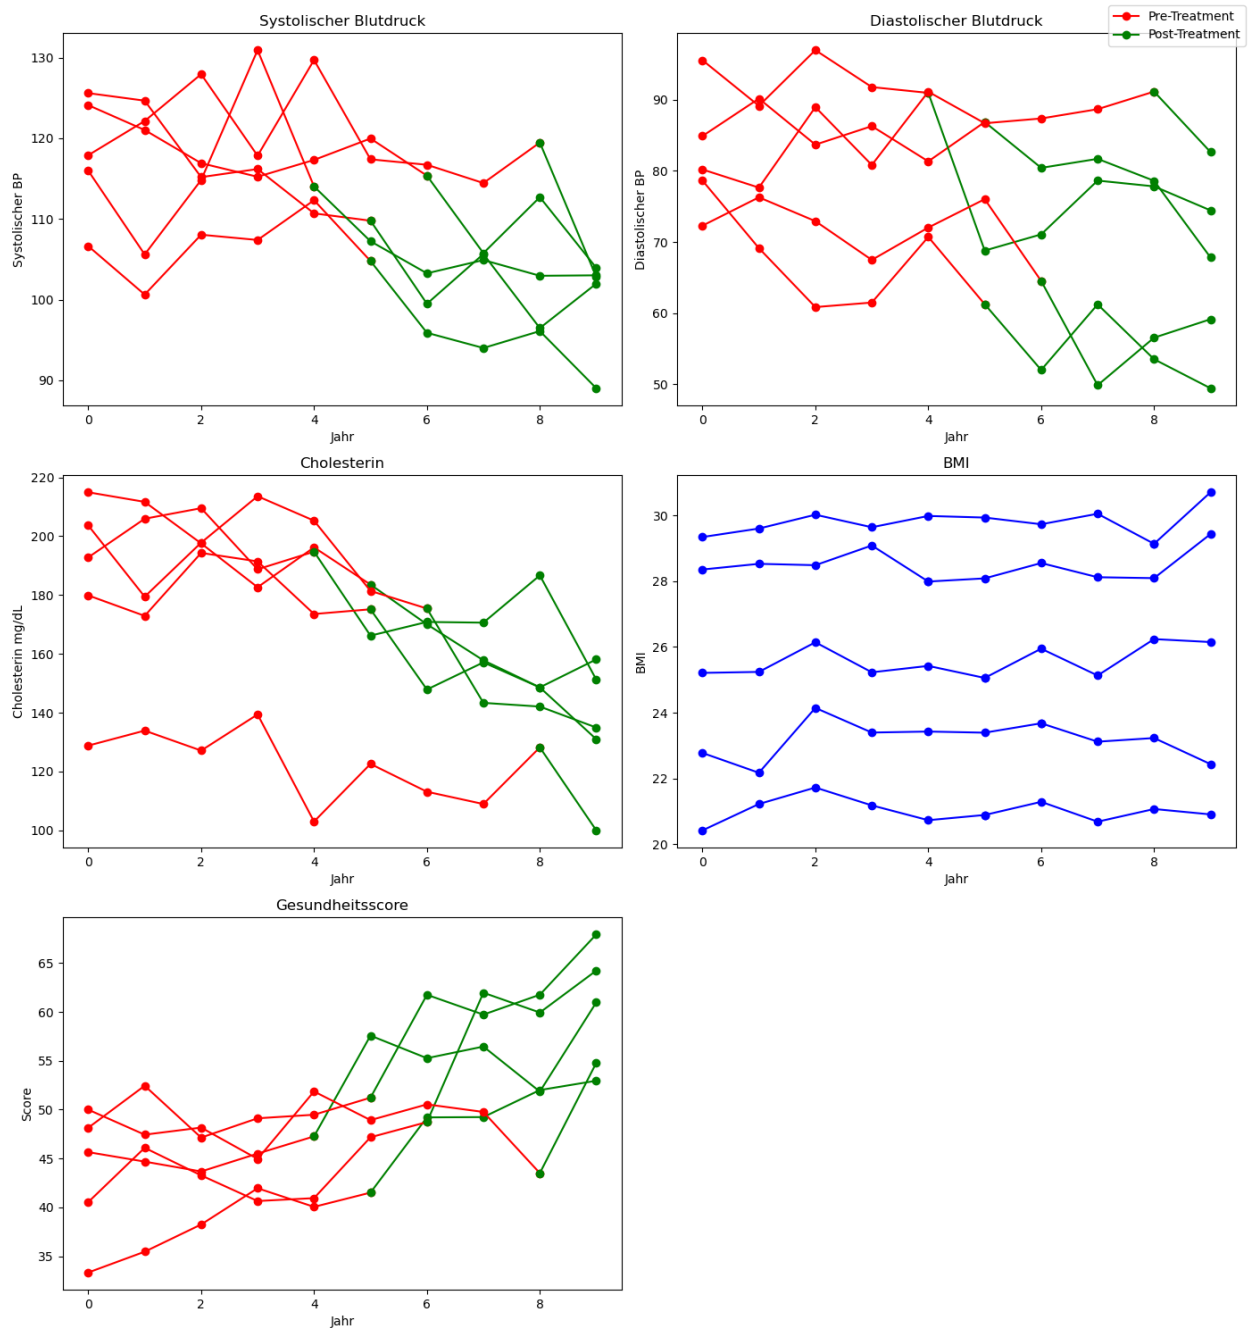 Systolischer Blutdruck
Diastolischer Blutdruck
Pre-Treatment
Post-Treatment
Systolischer BP
130
120
110
100
90
0 2 4 6 8
Jahr
Diastolischer BP
90
80
70
60
50
0 2 4 6 8
Jahr
Cholesterin
Cholesterin mg/dL
220
200
180
160
140
120
100
0 2 4 6 8
Jahr
BMI
BMI
30
28
26
24
22
20
0 2 4 6 8
Jahr
Gesundheitsscore
Score
65
60
55
50
45
40
35
0 2 4 6 8
Jahr